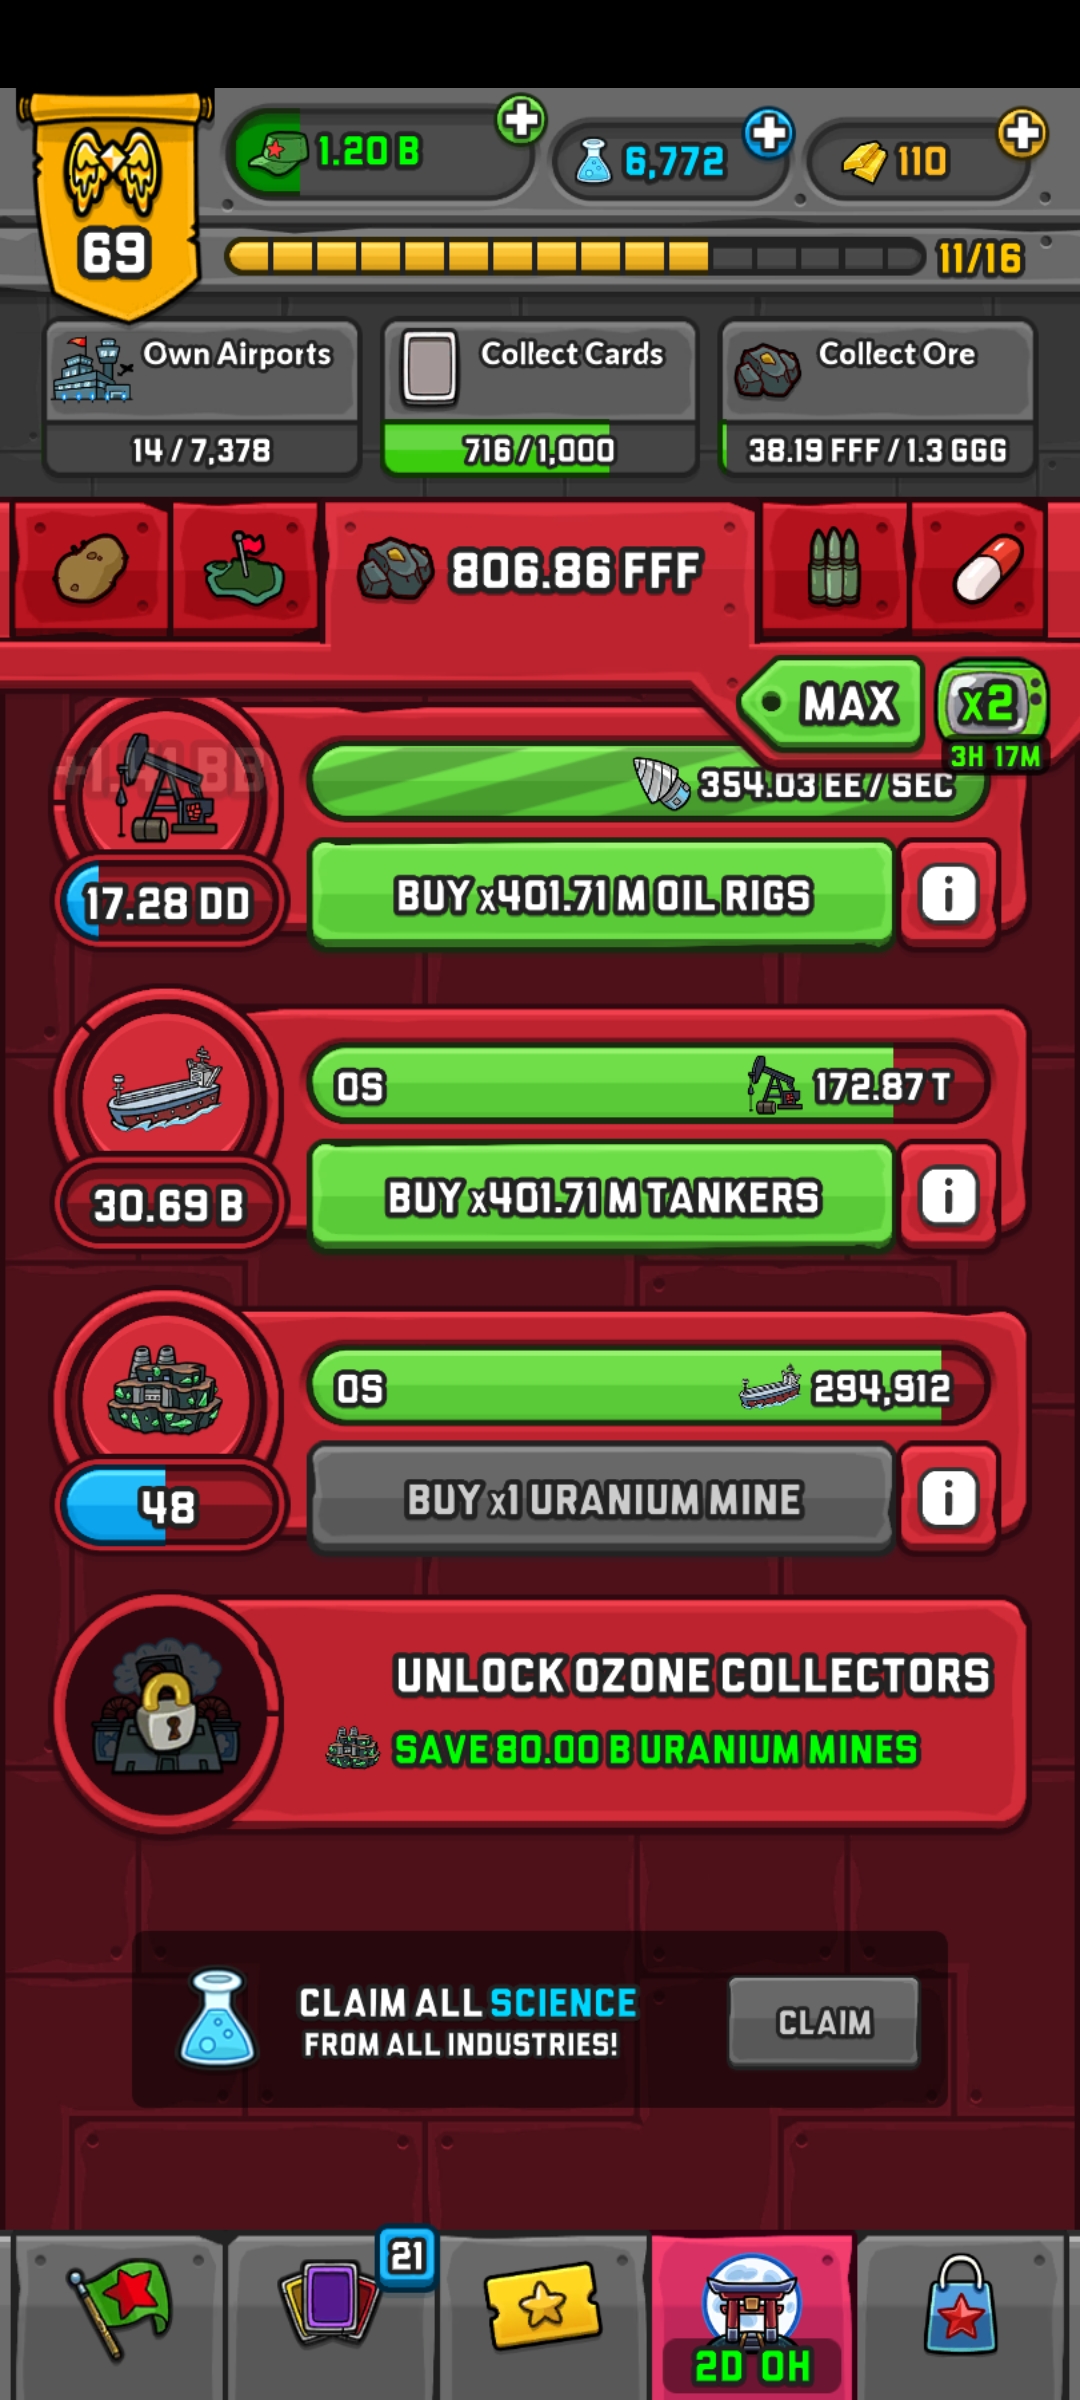 69
1.20 B
6,772
110
11/16
Own Airports
14 / 7,378
Collect Cards
716 / 1,000
Collect Ore
38.19 FFF / 1.3 GGG
806.86 FFF
MAX
x2
3H 17M
354.03 EE / SEC
17.28 DD
BUY x401.71 M OIL RIGS
i
0S
172.87 T
30.69 B
BUY x401.71 M TANKERS
i
0S
294,912
48
BUY x1 URANIUM MINE
i
UNLOCK OZONE COLLECTORS
SAVE 80.00 B URANIUM MINES
CLAIM ALL SCIENCE
FROM ALL INDUSTRIES!
CLAIM
21
2D 0H